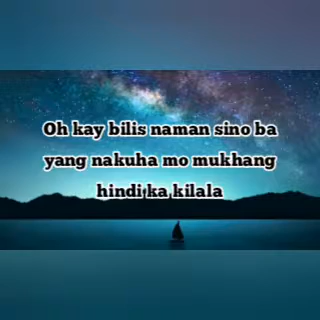 Oh kay bilis naman sino ba
yang nakuha mo mukhang
hindi ka kilala